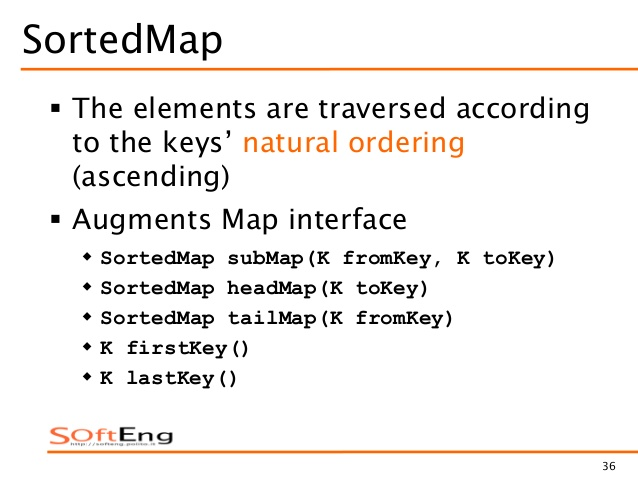 SortedMap
▪ The elements are traversed according
to the keys’ natural ordering
(ascending)
▪ Augments Map interface
◆ SortedMap subMap(K fromKey, K toKey)
◆ SortedMap headMap(K toKey)
◆ SortedMap tailMap(K fromKey)
◆ K firstKey()
◆ K lastKey()
SOftEng
http://softeng.polito.it
36